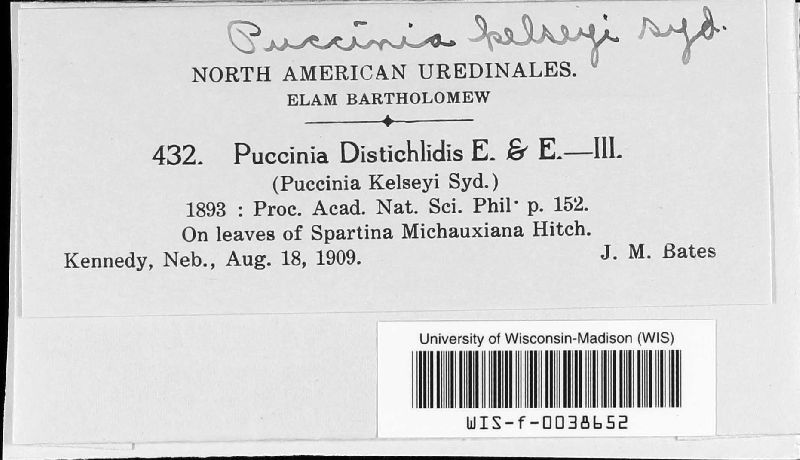 Puccinia kelseyi Syd.
NORTH AMERICAN UREDINALES.
ELAM BARTHOLOMEW
432. Puccinia Distichlidis E. & E.—III.
(Puccinia Kelseyi Syd.)
1893 : Proc. Acad. Nat. Sci. Phil· p. 152.
On leaves of Spartina Michauxiana Hitch.
Kennedy, Neb., Aug. 18, 1909. J. M. Bates
University of Wisconsin-Madison (WIS)
WIS-f-0038652